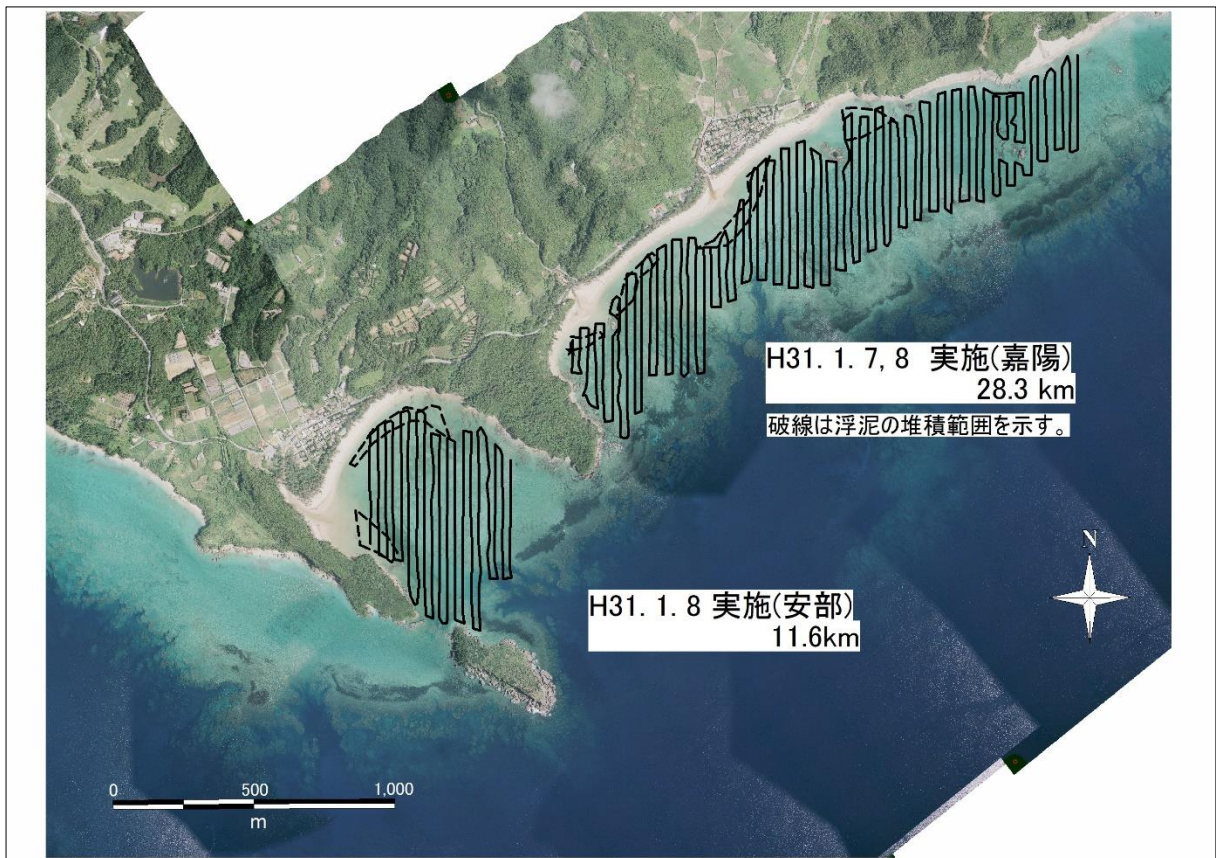 H31.1.7,8 実施(嘉陽)
28.3 km
破線は浮泥の堆積範囲を示す。
N
H31.1.8 実施(安部)
11.6km
0 500 1,000
m